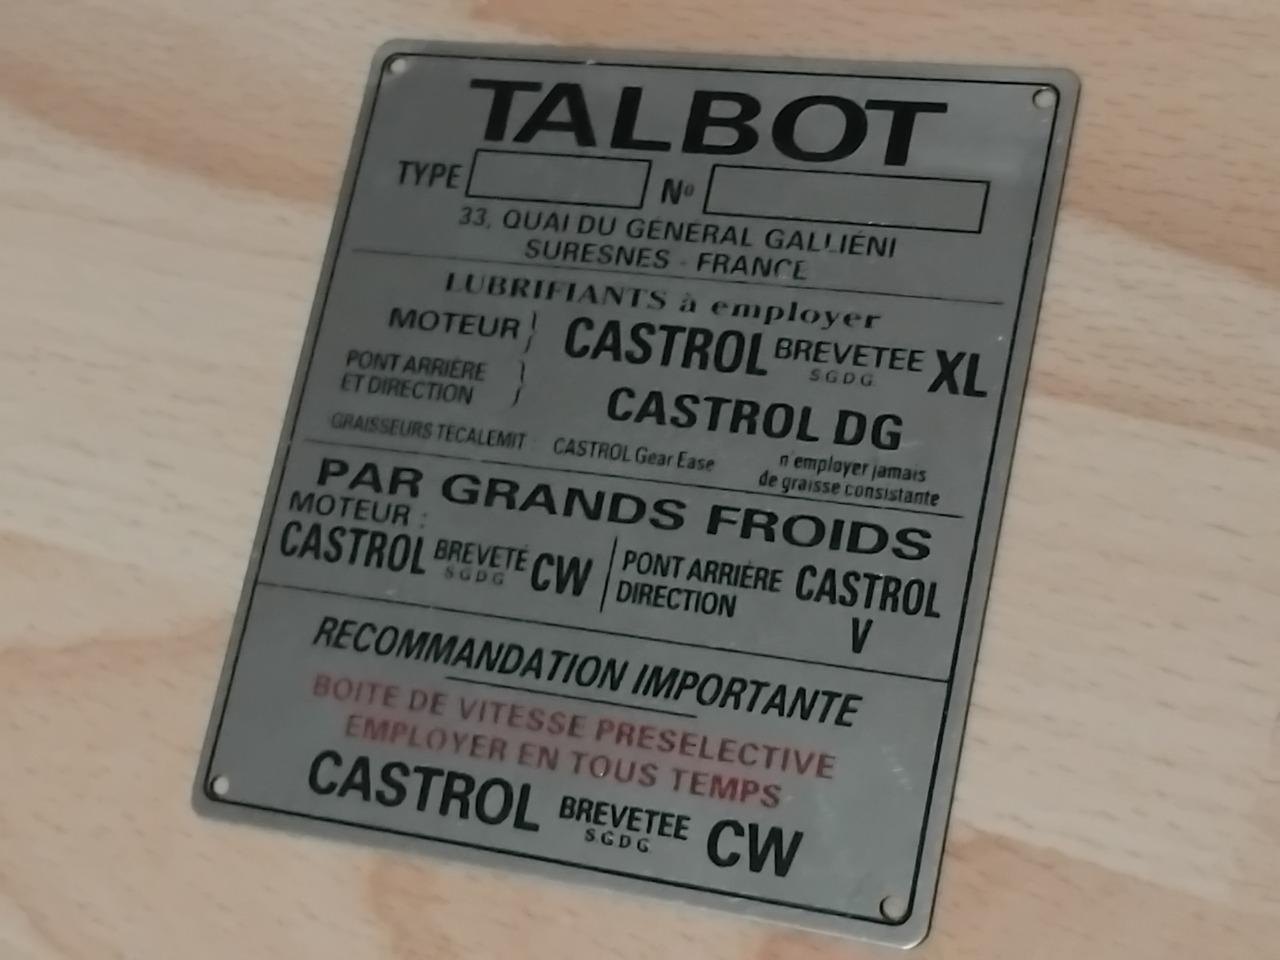 TALBOT
TYPE Nº
33, QUAI DU GÉNÉRAL GALLIÉNI
SURESNES - FRANCE
LUBRIFIANTS à employer
MOTEUR } CASTROL BREVETEE S.G.D.G. XL
PONT ARRIÈRE
ET DIRECTION } CASTROL DG
GRAISSEURS TECALEMIT : CASTROL Gear Ease n'employer jamais
de graisse consistante
PAR GRANDS FROIDS
MOTEUR :
CASTROL BREVETÉ S.G.D.G. CW
PONT ARRIÈRE
DIRECTION
CASTROL
V
RECOMMANDATION IMPORTANTE
BOITE DE VITESSE PRESELECTIVE
EMPLOYER EN TOUS TEMPS
CASTROL BREVETEE S.G.D.G. CW